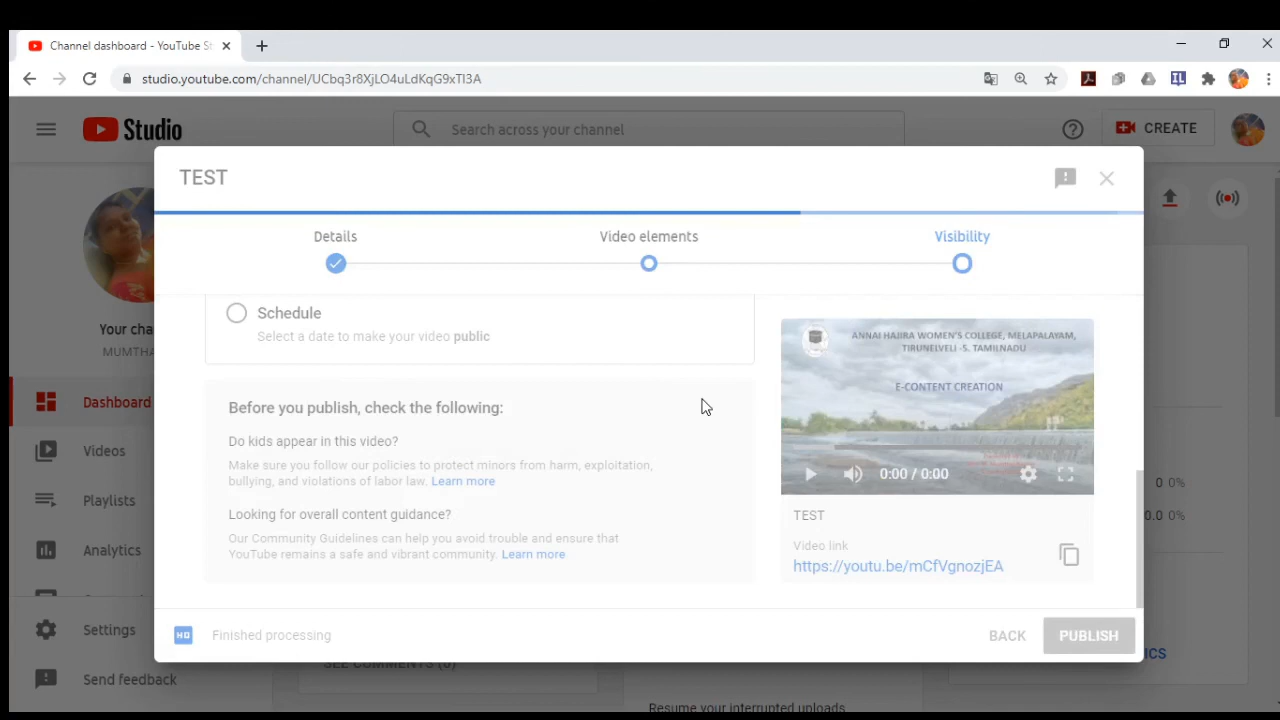 Channel dashboard - YouTube St
studio.youtube.com/channel/UCbq3r8XjLO4uLdKqG9xTI3A
Studio
Search across your channel
CREATE
TEST
Details
Video elements
Visibility
Your cha
MUMTHA
Dashboard
Videos
Playlists
Analytics
Settings
Send feedback
Schedule
Select a date to make your video public
Before you publish, check the following:
Do kids appear in this video?
Make sure you follow our policies to protect minors from harm, exploitation,
bullying, and violations of labor law. Learn more
Looking for overall content guidance?
Our Community Guidelines can help you avoid trouble and ensure that
YouTube remains a safe and vibrant community. Learn more
ANNAI HAJIRA WOMEN'S COLLEGE, MELAPALAYAM,
TIRUNELVELI -5. TAMILNADU
E-CONTENT CREATION
0:00 / 0:00
TEST
Video link
https://youtu.be/mCfVgnozjEA
0 0%
0.0 0%
HD
Finished processing
BACK
PUBLISH
SEE COMMENTS (0)
ICS
Resume your interrupted uploads